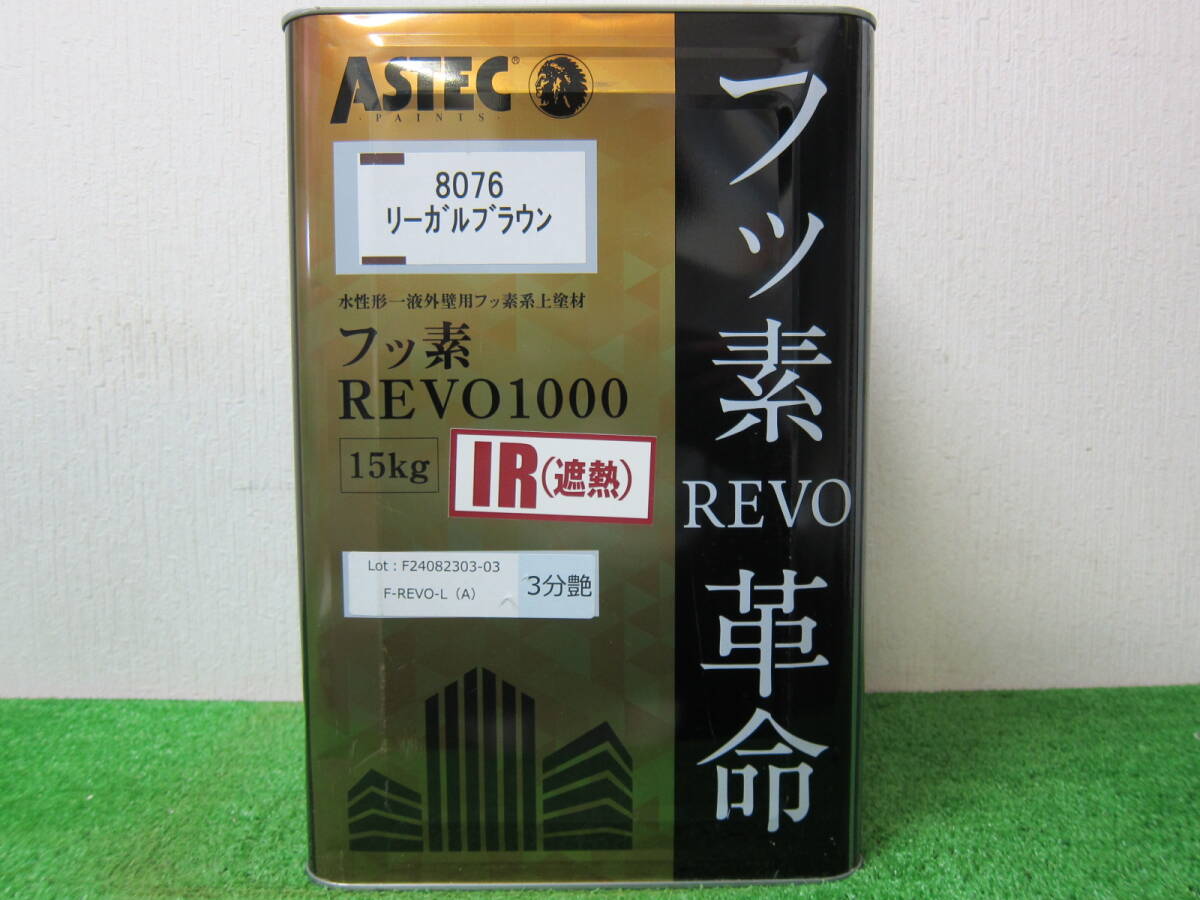 ASTEC®
·PAINTS·
8076
リーガルブラウン
水性形一液外壁用フッ素系上塗材
フッ素
REVO1000
15kg
IR(遮熱)
Lot : F24082303-03
F-REVO-L（A）
3分艶
フッ素
REVO
革命